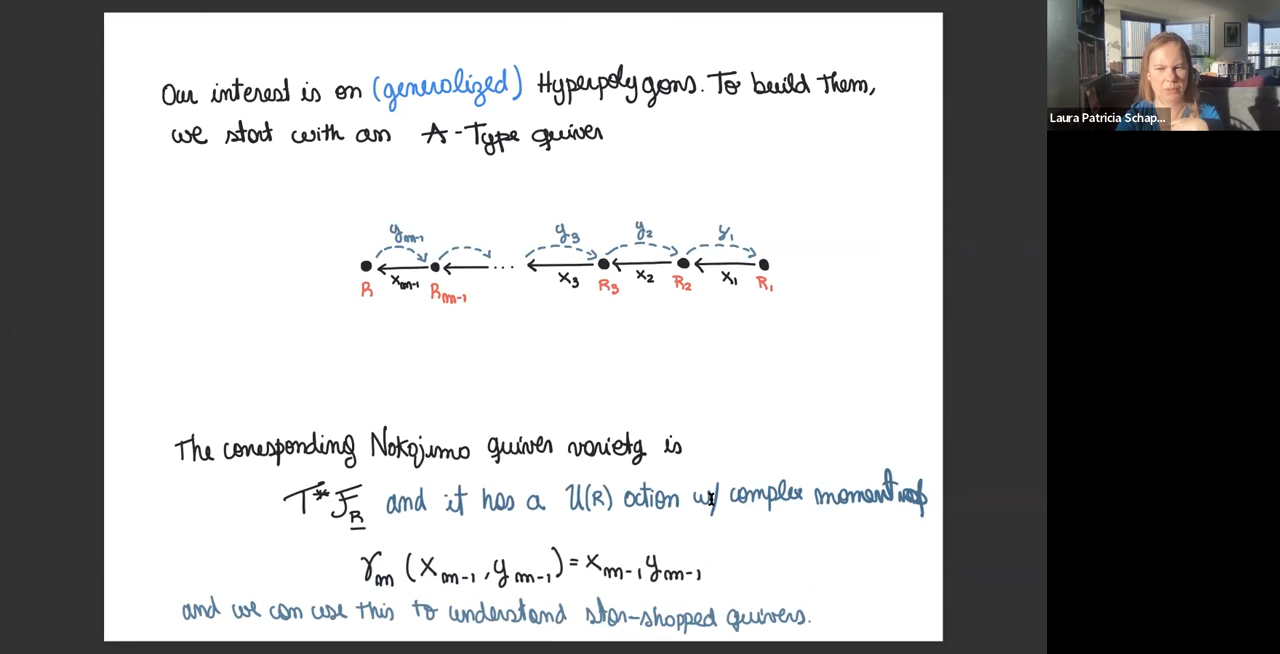 Our interest is on (generalized) Hyperpolygons. To build them,
we start with an A-Type quiver
y_{m-1} y_3 y_2 y_1
...
x_{m-1} x_3 x_2 x_1
R R_{m-1} R_3 R_2 R_1
The corresponding Nakajima quiver variety is
T*F_R and it has a U(R) action w/ complex moment map
γ_m (x_{m-1}, y_{m-1}) = x_{m-1} y_{m-1}
and we can use this to understand star-shapped quivers.
Laura Patricia Schap...